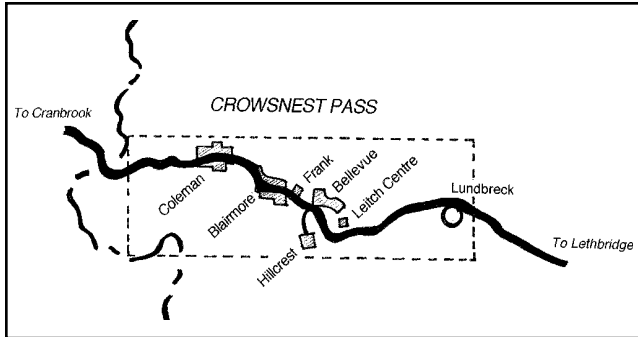 CROWSNEST PASS
To Cranbrook
Coleman
Blairmore
Frank
Bellevue
Leitch Centre
Hillcrest
Lundbreck
To Lethbridge